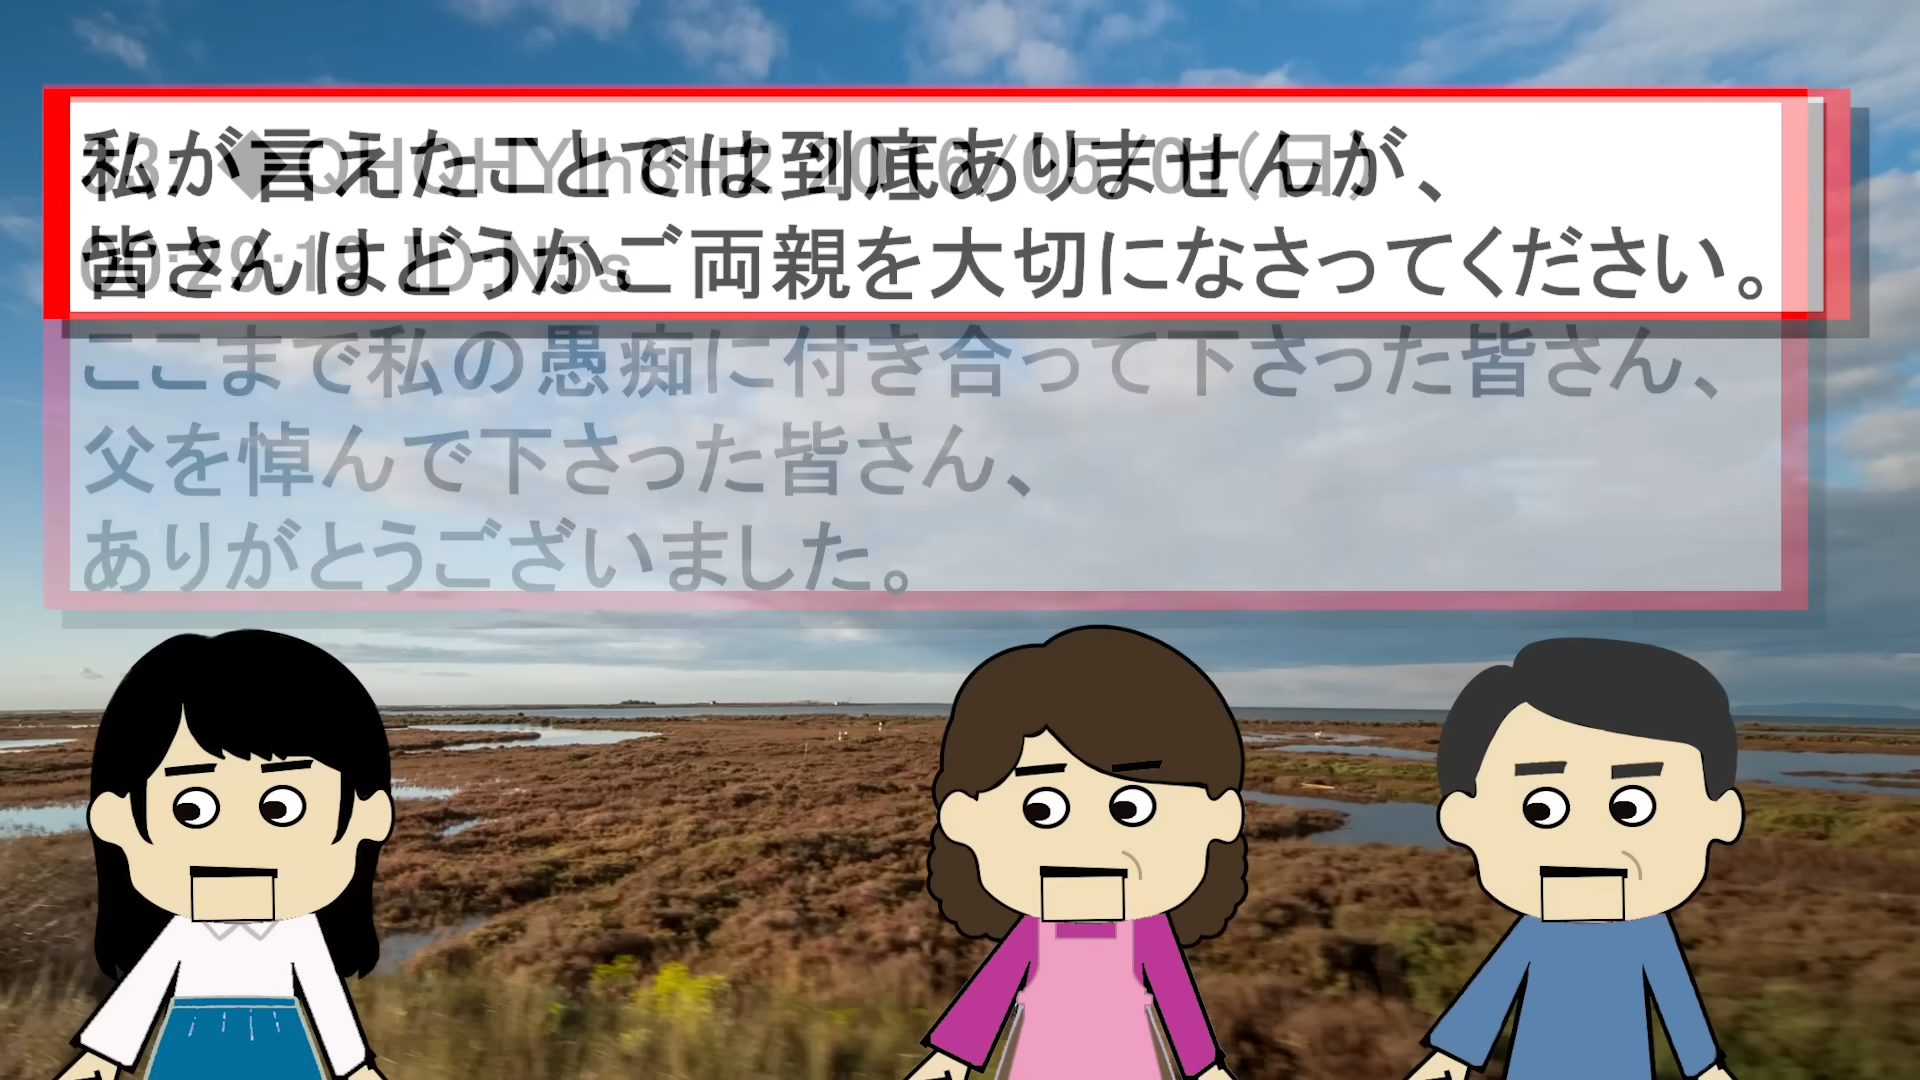 私が言えたことでは到底ありませんが、
皆さんはどうかご両親を大切になさってください。
ここまで私の愚痴に付き合って下さった皆さん、
父を悼んで下さった皆さん、
ありがとうございました。